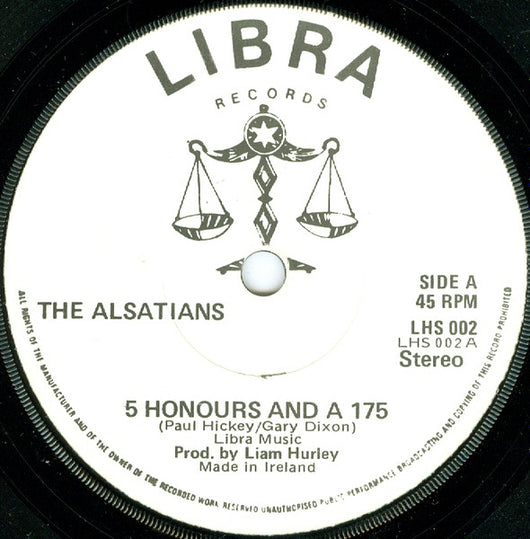 LIBRA
RECORDS
SIDE A
45 RPM
THE ALSATIANS
LHS 002
LHS 002 A
Stereo
5 HONOURS AND A 175
(Paul Hickey/Gary Dixon)
Libra Music
Prod. by Liam Hurley
Made in Ireland
ALL RIGHTS OF THE MANUFACTURER AND OF THE OWNER OF THE RECORDED WORK RESERVED UNAUTHORISED PUBLIC PERFORMANCE BROADCASTING AND COPYING OF THIS RECORD PROHIBITED